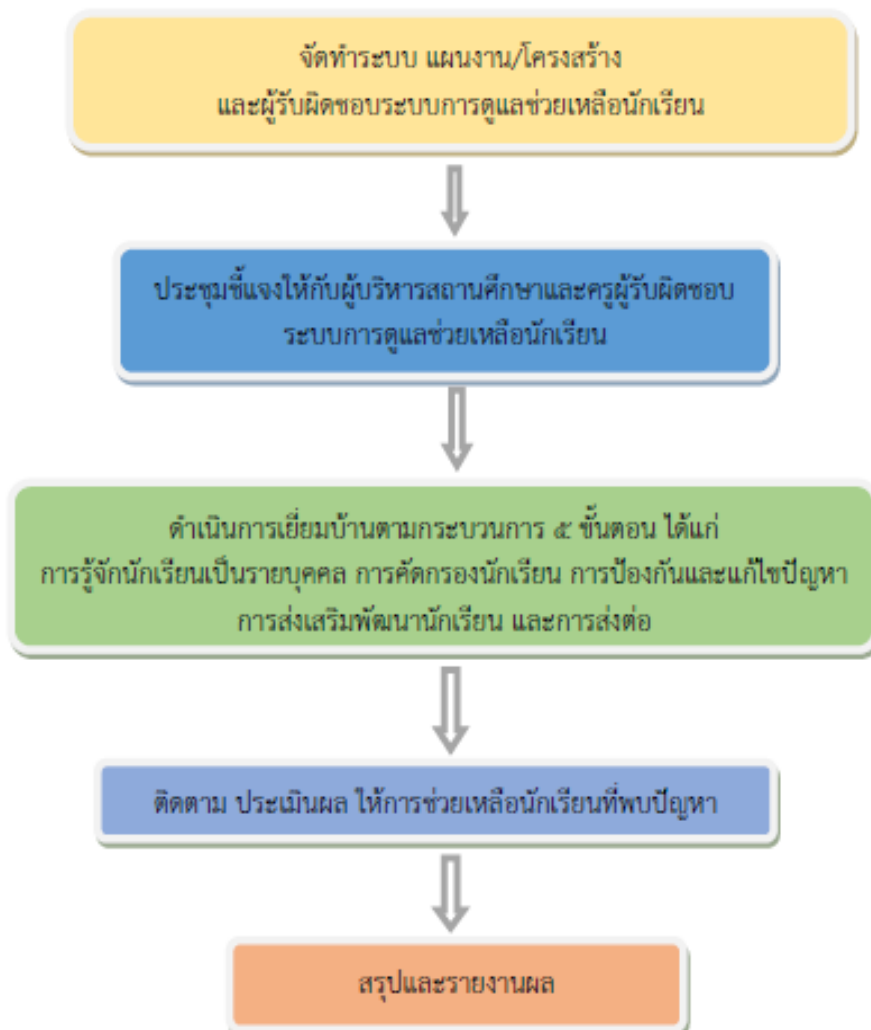 จัดทำระบบ แผนงาน/โครงสร้าง
และผู้รับผิดชอบระบบการดูแลช่วยเหลือนักเรียน
ประชุมชี้แจงให้กับผู้บริหารสถานศึกษาและครูผู้รับผิดชอบ
ระบบการดูแลช่วยเหลือนักเรียน
ดำเนินการเยี่ยมบ้านตามกระบวนการ ๕ ขั้นตอน ได้แก่
การรู้จักนักเรียนเป็นรายบุคคล การคัดกรองนักเรียน การป้องกันและแก้ไขปัญหา
การส่งเสริมพัฒนานักเรียน และการส่งต่อ
ติดตาม ประเมินผล ให้การช่วยเหลือนักเรียนที่พบปัญหา
สรุปและรายงานผล